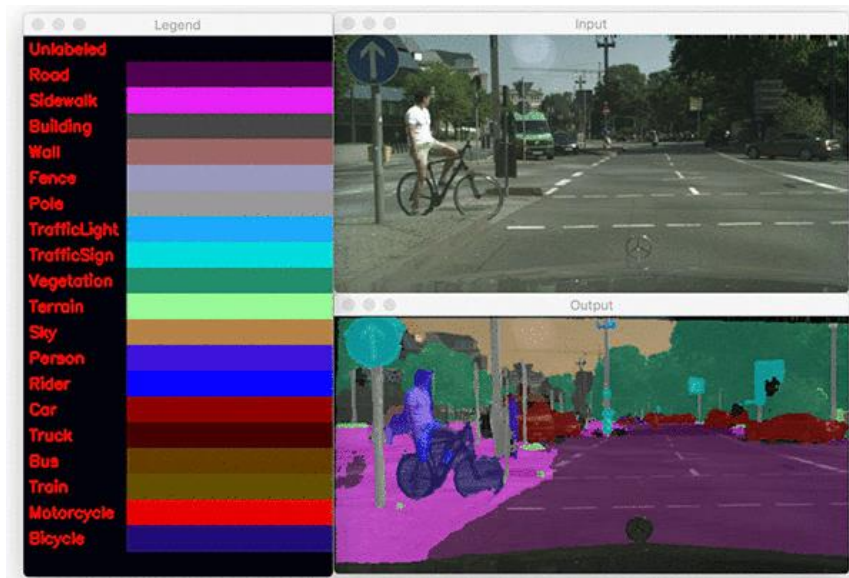 Legend
Unlabeled
Road
Sidewalk
Building
Wall
Fence
Pole
TrafficLight
TrafficSign
Vegetation
Terrain
Sky
Person
Rider
Car
Truck
Bus
Train
Motorcycle
Bicycle
Input
Output